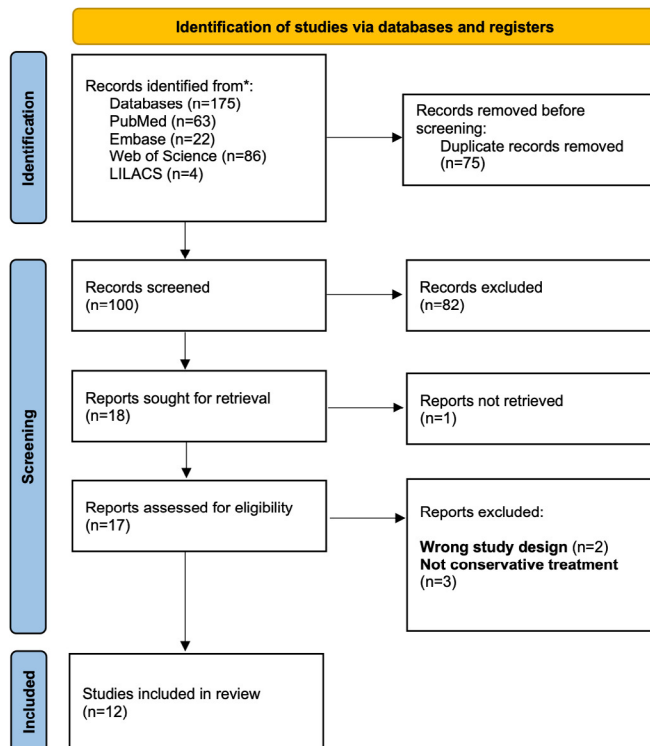 Identification of studies via databases and registers
Identification
Records identified from*:
Databases (n=175)
PubMed (n=63)
Embase (n=22)
Web of Science (n=86)
LILACS (n=4)
Records removed before
screening:
Duplicate records removed
(n=75)
Screening
Records screened
(n=100)
Records excluded
(n=82)
Reports sought for retrieval
(n=18)
Reports not retrieved
(n=1)
Reports assessed for eligibility
(n=17)
Reports excluded:
Wrong study design (n=2)
Not conservative treatment
(n=3)
Included
Studies included in review
(n=12)